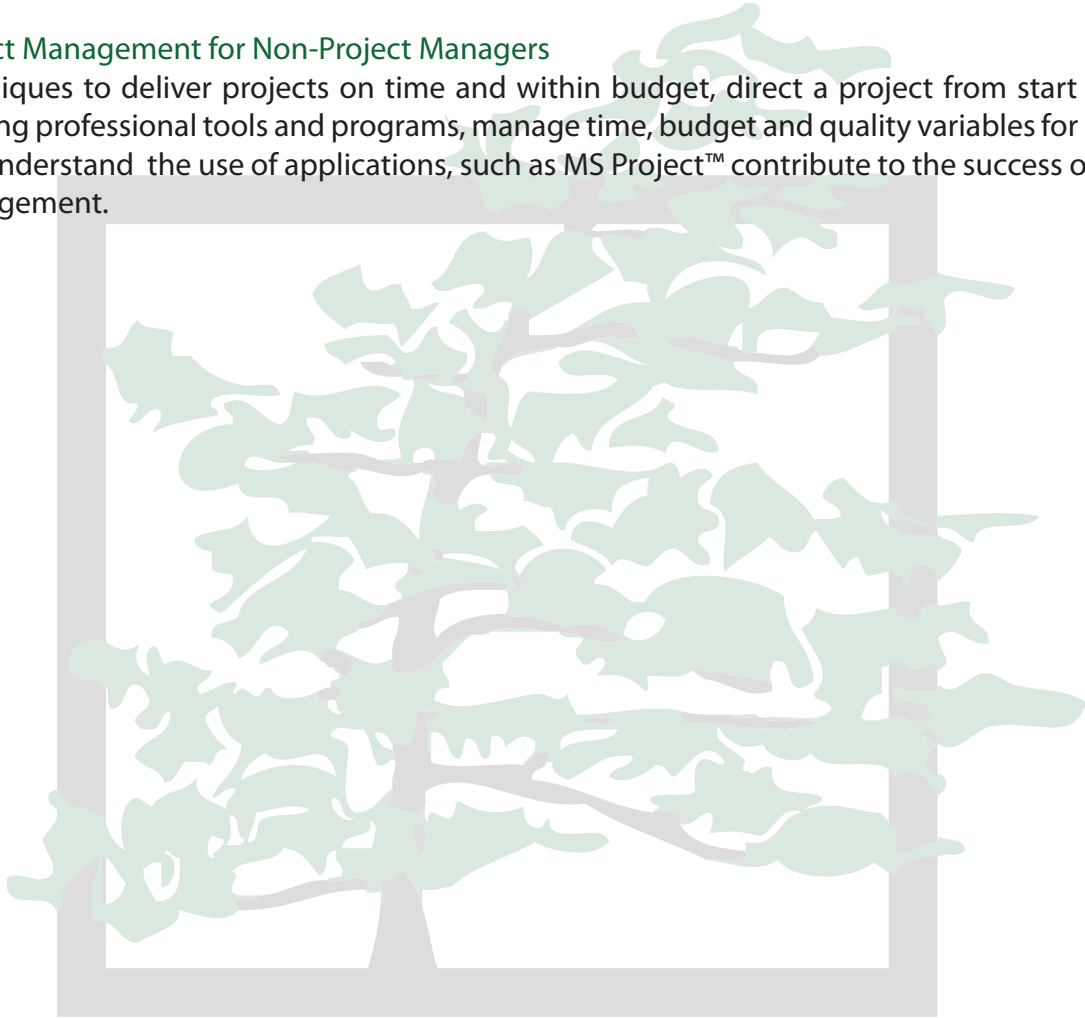 ct Management for Non-Project Managers
iques to deliver projects on time and within budget, direct a project from start
ng professional tools and programs, manage time, budget and quality variables for
nderstand the use of applications, such as MS Project™ contribute to the success o
gement.